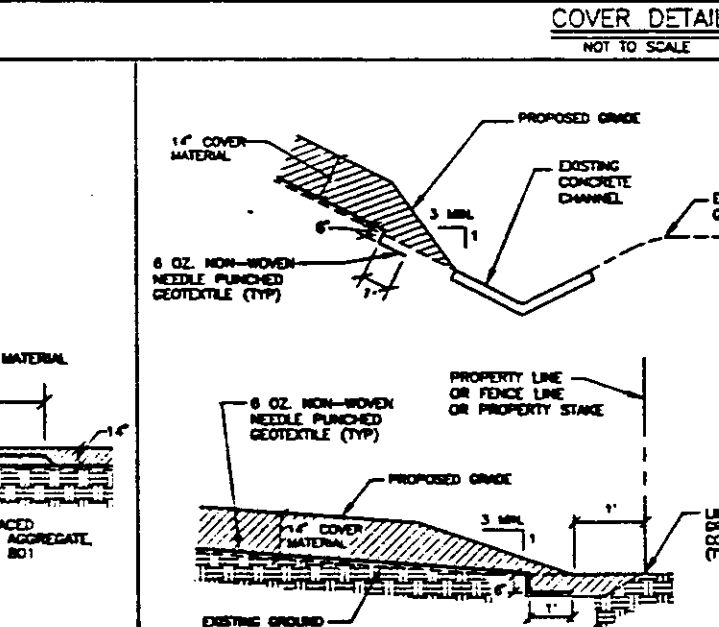 COVER DETAIL
NOT TO SCALE
PROPOSED GRADE
14" COVER
MATERIAL
EXISTING
CONCRETE
CHANNEL
3 MIN.
1
6"
6 OZ. NON-WOVEN
NEEDLE PUNCHED
GEOTEXTILE (TYP)
MATERIAL
14"
AGGREGATE,
801
PROPERTY LINE
OR FENCE LINE
OR PROPERTY STAKE
6 OZ. NON-WOVEN
NEEDLE PUNCHED
GEOTEXTILE (TYP)
PROPOSED GRADE
3 MIN.
1
1'
14" COVER
MATERIAL
6"
1'
EXISTING GROUND